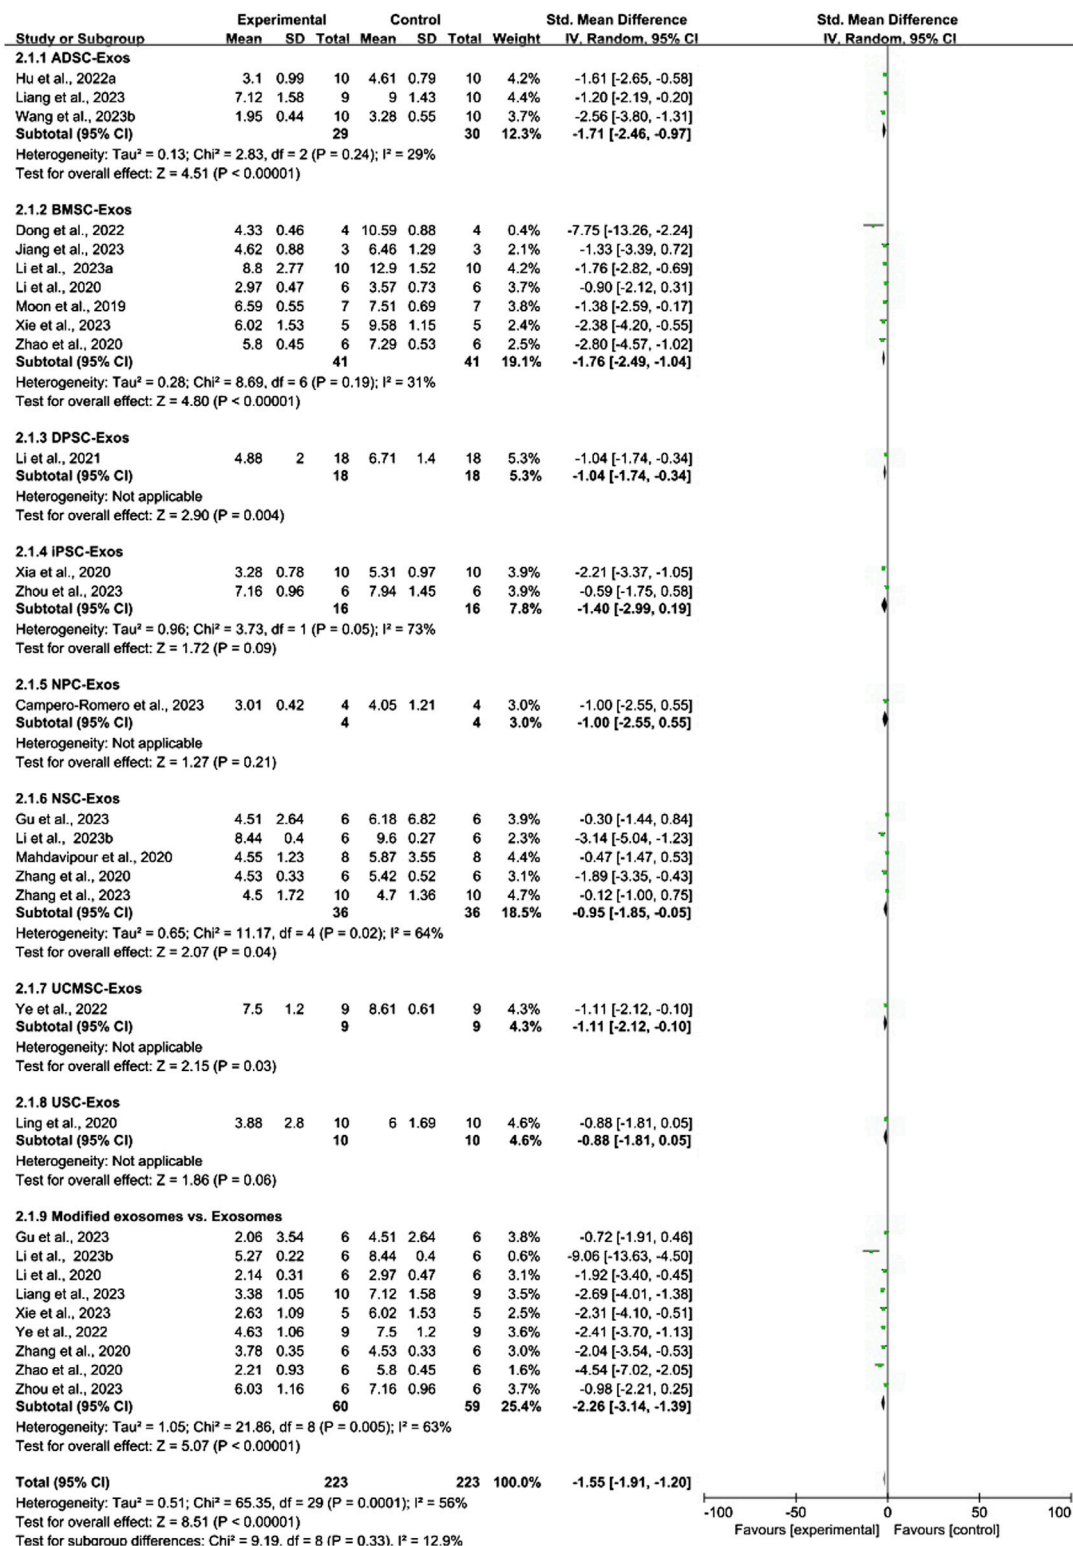 Experimental Control Std. Mean Difference Std. Mean Difference
Study or Subgroup Mean SD Total Mean SD Total Weight IV, Random, 95% CI IV, Random, 95% CI
2.1.1 ADSC-Exos
Hu et al., 2022a 3.1 0.99 10 4.61 0.79 10 4.2% -1.61 [-2.65, -0.58]
Liang et al., 2023 7.12 1.58 9 9 1.43 10 4.4% -1.20 [-2.19, -0.20]
Wang et al., 2023b 1.95 0.44 10 3.28 0.55 10 3.7% -2.56 [-3.80, -1.31]
Subtotal (95% CI) 29 30 12.3% -1.71 [-2.46, -0.97]
Heterogeneity: Tau² = 0.13; Chi² = 2.83, df = 2 (P = 0.24); I² = 29%
Test for overall effect: Z = 4.51 (P < 0.00001)
2.1.2 BMSC-Exos
Dong et al., 2022 4.33 0.46 4 10.59 0.88 4 0.4% -7.75 [-13.26, -2.24]
Jiang et al., 2023 4.62 0.88 3 6.46 1.29 3 2.1% -1.33 [-3.39, 0.72]
Li et al., 2023a 8.8 2.77 10 12.9 1.52 10 4.2% -1.76 [-2.82, -0.69]
Li et al., 2020 2.97 0.47 6 3.57 0.73 6 3.7% -0.90 [-2.12, 0.31]
Moon et al., 2019 6.59 0.55 7 7.51 0.69 7 3.8% -1.38 [-2.59, -0.17]
Xie et al., 2023 6.02 1.53 5 9.58 1.15 5 2.4% -2.38 [-4.20, -0.55]
Zhao et al., 2020 5.8 0.45 6 7.29 0.53 6 2.5% -2.80 [-4.57, -1.02]
Subtotal (95% CI) 41 41 19.1% -1.76 [-2.49, -1.04]
Heterogeneity: Tau² = 0.28; Chi² = 8.69, df = 6 (P = 0.19); I² = 31%
Test for overall effect: Z = 4.80 (P < 0.00001)
2.1.3 DPSC-Exos
Li et al., 2021 4.88 2 18 6.71 1.4 18 5.3% -1.04 [-1.74, -0.34]
Subtotal (95% CI) 18 18 5.3% -1.04 [-1.74, -0.34]
Heterogeneity: Not applicable
Test for overall effect: Z = 2.90 (P = 0.004)
2.1.4 iPSC-Exos
Xia et al., 2020 3.28 0.78 10 5.31 0.97 10 3.9% -2.21 [-3.37, -1.05]
Zhou et al., 2023 7.16 0.96 6 7.94 1.45 6 3.9% -0.59 [-1.75, 0.58]
Subtotal (95% CI) 16 16 7.8% -1.40 [-2.99, 0.19]
Heterogeneity: Tau² = 0.96; Chi² = 3.73, df = 1 (P = 0.05); I² = 73%
Test for overall effect: Z = 1.72 (P = 0.09)
2.1.5 NPC-Exos
Campero-Romero et al., 2023 3.01 0.42 4 4.05 1.21 4 3.0% -1.00 [-2.55, 0.55]
Subtotal (95% CI) 4 4 3.0% -1.00 [-2.55, 0.55]
Heterogeneity: Not applicable
Test for overall effect: Z = 1.27 (P = 0.21)
2.1.6 NSC-Exos
Gu et al., 2023 4.51 2.64 6 6.18 6.82 6 3.9% -0.30 [-1.44, 0.84]
Li et al., 2023b 8.44 0.4 6 9.6 0.27 6 2.3% -3.14 [-5.04, -1.23]
Mahdavipour et al., 2020 4.55 1.23 8 5.87 3.55 8 4.4% -0.47 [-1.47, 0.53]
Zhang et al., 2020 4.53 0.33 6 5.42 0.52 6 3.1% -1.89 [-3.35, -0.43]
Zhang et al., 2023 4.5 1.72 10 4.7 1.36 10 4.7% -0.12 [-1.00, 0.75]
Subtotal (95% CI) 36 36 18.5% -0.95 [-1.85, -0.05]
Heterogeneity: Tau² = 0.65; Chi² = 11.17, df = 4 (P = 0.02); I² = 64%
Test for overall effect: Z = 2.07 (P = 0.04)
2.1.7 UCMSC-Exos
Ye et al., 2022 7.5 1.2 9 8.61 0.61 9 4.3% -1.11 [-2.12, -0.10]
Subtotal (95% CI) 9 9 4.3% -1.11 [-2.12, -0.10]
Heterogeneity: Not applicable
Test for overall effect: Z = 2.15 (P = 0.03)
2.1.8 USC-Exos
Ling et al., 2020 3.88 2.8 10 6 1.69 10 4.6% -0.88 [-1.81, 0.05]
Subtotal (95% CI) 10 10 4.6% -0.88 [-1.81, 0.05]
Heterogeneity: Not applicable
Test for overall effect: Z = 1.86 (P = 0.06)
2.1.9 Modified exosomes vs. Exosomes
Gu et al., 2023 2.06 3.54 6 4.51 2.64 6 3.8% -0.72 [-1.91, 0.46]
Li et al., 2023b 5.27 0.22 6 8.44 0.4 6 0.6% -9.06 [-13.63, -4.50]
Li et al., 2020 2.14 0.31 6 2.97 0.47 6 3.1% -1.92 [-3.40, -0.45]
Liang et al., 2023 3.38 1.05 10 7.12 1.58 9 3.5% -2.69 [-4.01, -1.38]
Xie et al., 2023 2.63 1.09 5 6.02 1.53 5 2.5% -2.31 [-4.10, -0.51]
Ye et al., 2022 4.63 1.06 9 7.5 1.2 9 3.6% -2.41 [-3.70, -1.13]
Zhang et al., 2020 3.78 0.35 6 4.53 0.33 6 3.0% -2.04 [-3.54, -0.53]
Zhao et al., 2020 2.21 0.93 6 5.8 0.45 6 1.6% -4.54 [-7.02, -2.05]
Zhou et al., 2023 6.03 1.16 6 7.16 0.96 6 3.7% -0.98 [-2.21, 0.25]
Subtotal (95% CI) 60 59 25.4% -2.26 [-3.14, -1.39]
Heterogeneity: Tau² = 1.05; Chi² = 21.86, df = 8 (P = 0.005); I² = 63%
Test for overall effect: Z = 5.07 (P < 0.00001)
Total (95% CI) 223 223 100.0% -1.55 [-1.91, -1.20]
Heterogeneity: Tau² = 0.51; Chi² = 65.35, df = 29 (P = 0.0001); I² = 56%
Test for overall effect: Z = 8.51 (P < 0.00001)
Test for subgroup differences: Chi² = 9.19, df = 8 (P = 0.33), I² = 12.9%
-100 -50 0 50 100
Favours [experimental] Favours [control]